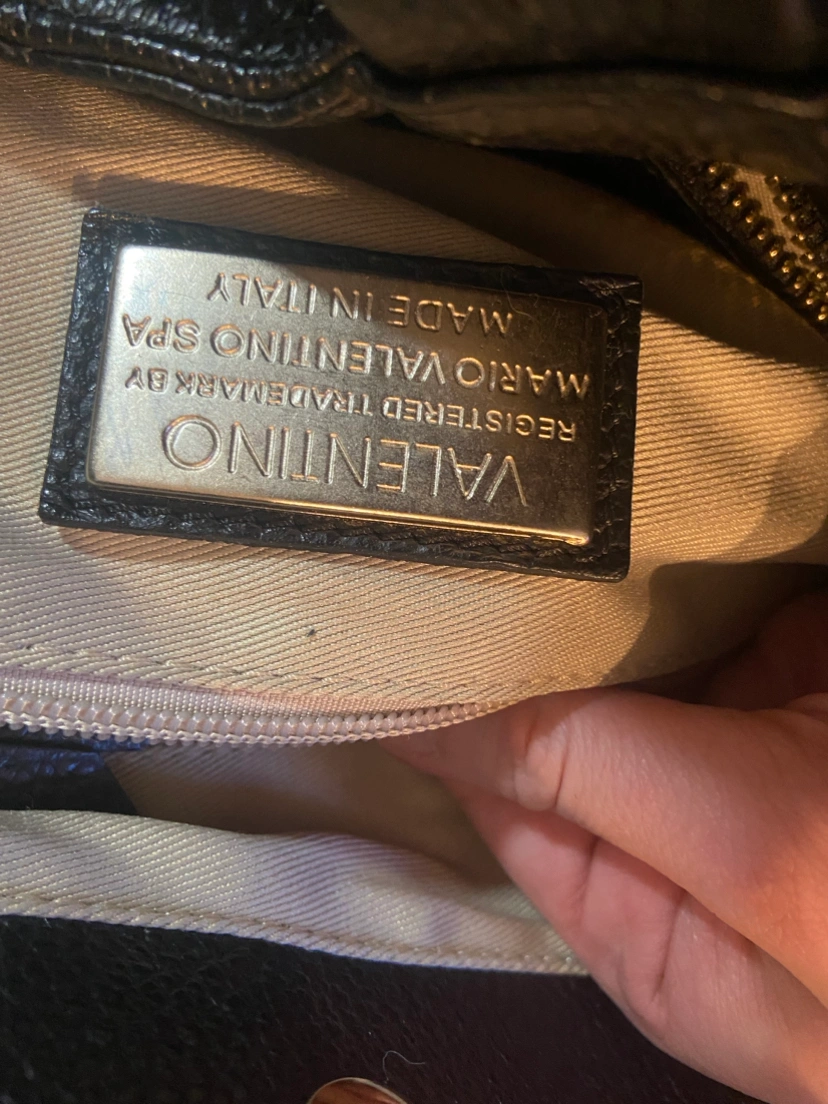 VALENTINO
REGISTERED TRADEMARK BY
MARIO VALENTINO SPA
MADE IN ITALY